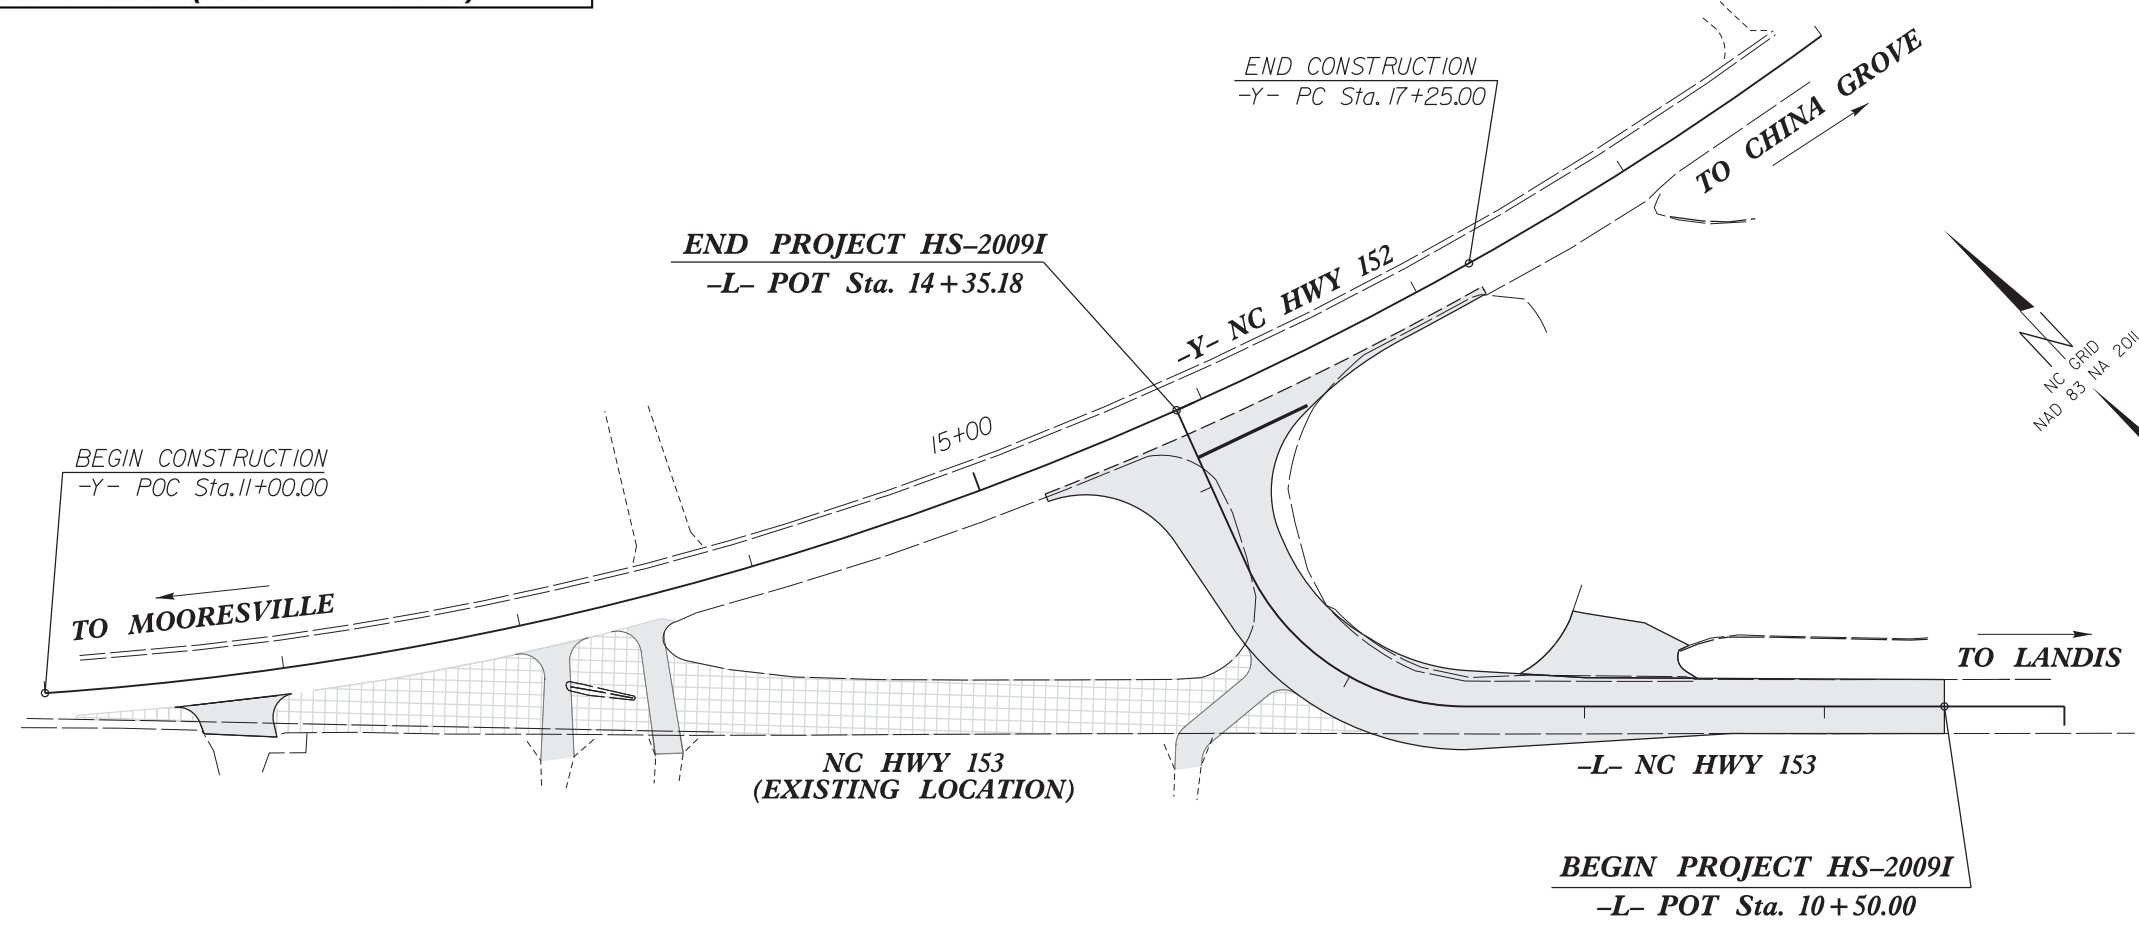 END CONSTRUCTION
-Y- PC Sta. 17+25.00
TO CHINA GROVE
END PROJECT HS-2009I
-L- POT Sta. 14+35.18
-Y- NC HWY 152
NC GRID
NAD 83 NA 2011
15+00
BEGIN CONSTRUCTION
-Y- POC Sta. 11+00.00
TO MOORESVILLE
TO LANDIS
NC HWY 153
(EXISTING LOCATION)
-L- NC HWY 153
BEGIN PROJECT HS-2009I
-L- POT Sta. 10+50.00